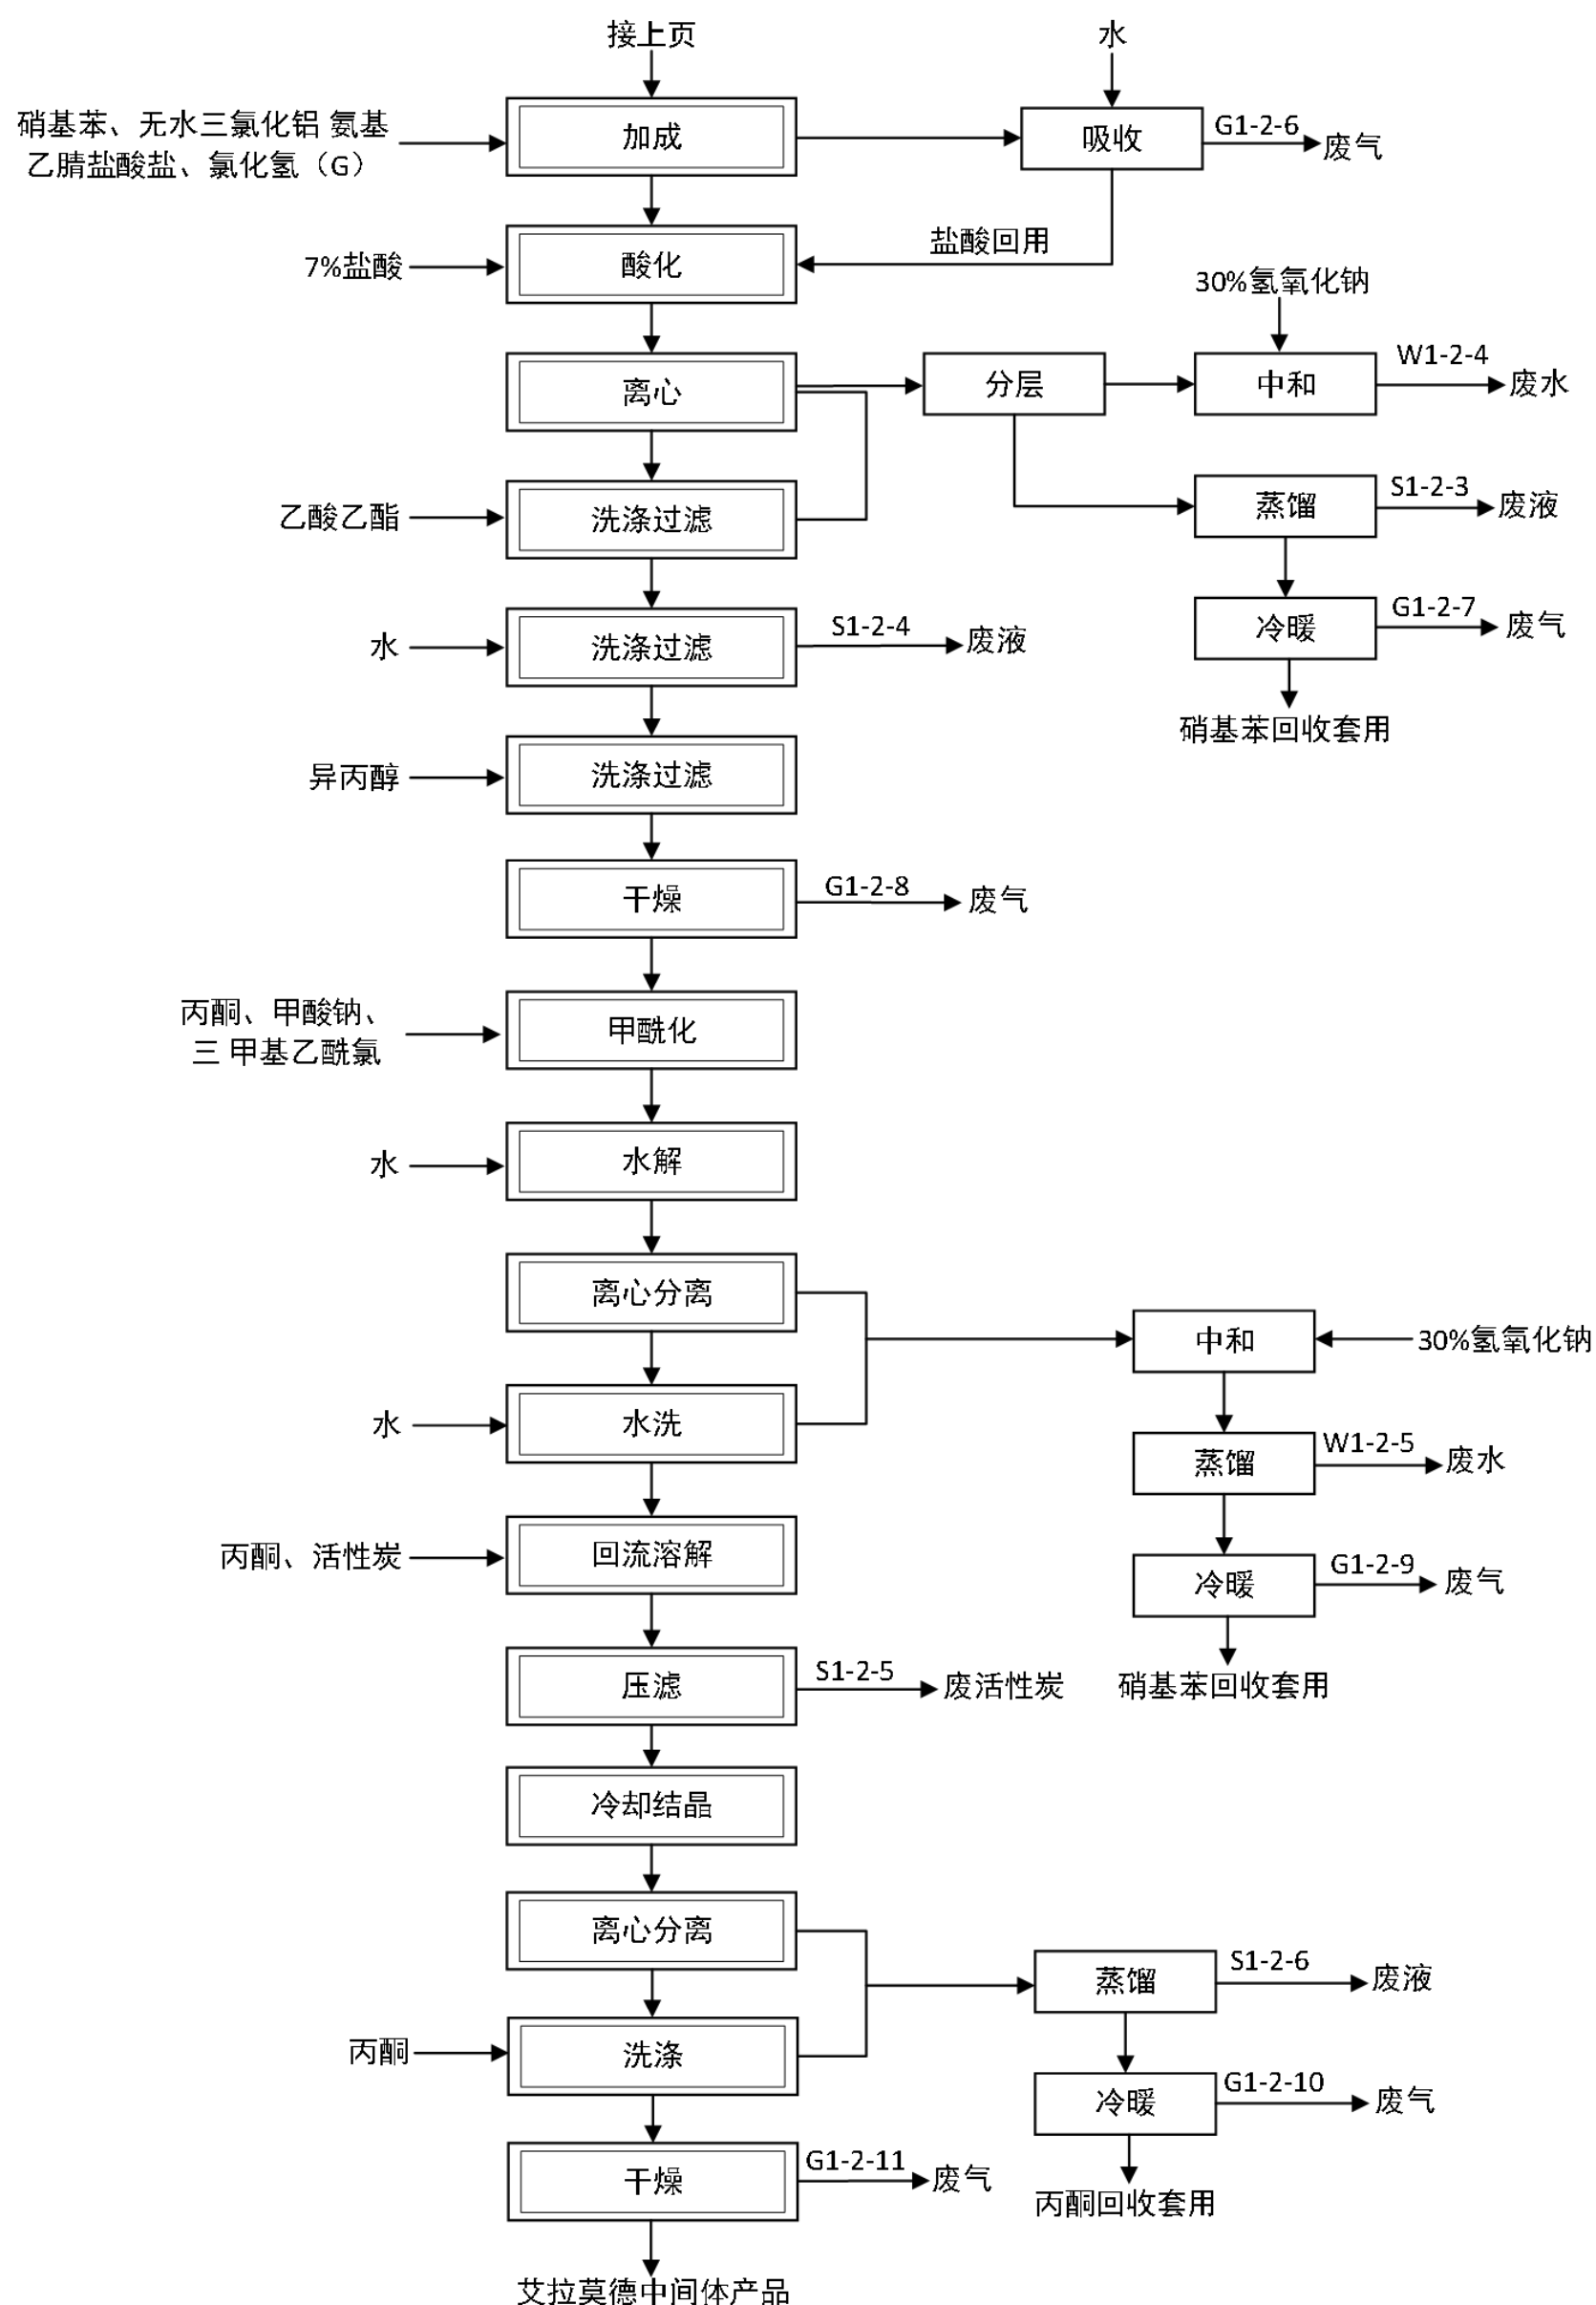 接上页
水
硝基苯、无水三氯化铝 氨基
乙腈盐酸盐、氯化氢（G）
加成
吸收
G1-2-6
废气
7%盐酸
酸化
盐酸回用
30%氢氧化钠
离心
分层
中和
W1-2-4
废水
乙酸乙酯
洗涤过滤
蒸馏
S1-2-3
废液
水
洗涤过滤
S1-2-4
废液
冷暖
G1-2-7
废气
硝基苯回收套用
异丙醇
洗涤过滤
干燥
G1-2-8
废气
丙酮、甲酸钠、
三 甲基乙酰氯
甲酰化
水
水解
离心分离
中和
30%氢氧化钠
水
水洗
蒸馏
W1-2-5
废水
丙酮、活性炭
回流溶解
冷暖
G1-2-9
废气
压滤
S1-2-5
废活性炭
硝基苯回收套用
冷却结晶
离心分离
蒸馏
S1-2-6
废液
丙酮
洗涤
冷暖
G1-2-10
废气
干燥
G1-2-11
废气
丙酮回收套用
艾拉莫德中间体产品